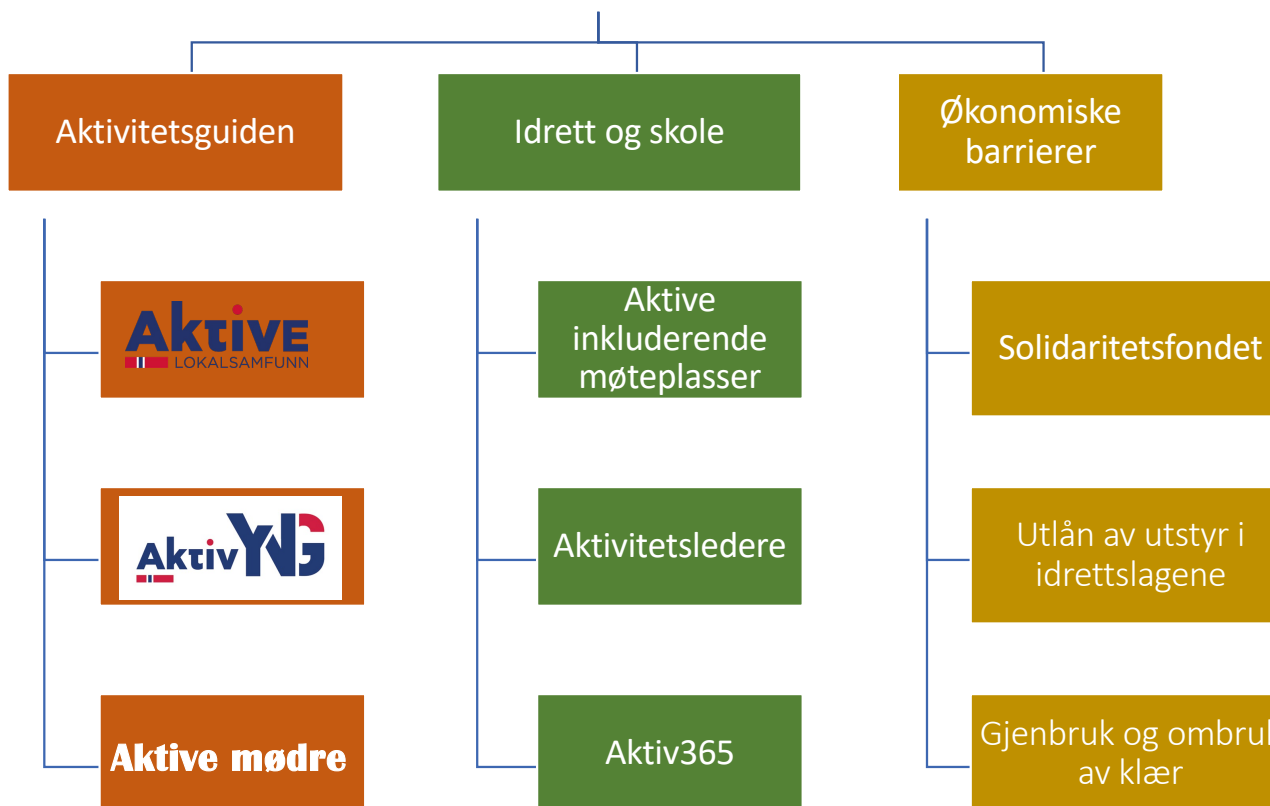 Aktivitetsguiden
Idrett og skole
Økonomiske
barrierer
Aktive
LOKALSAMFUNN
Aktive
inkluderende
møteplasser
Solidaritetsfondet
Aktiv YNG
Aktivitetsledere
Utlån av utstyr i
idrettslagene
Aktive mødre
Aktiv365
Gjenbruk og ombruk
av klær